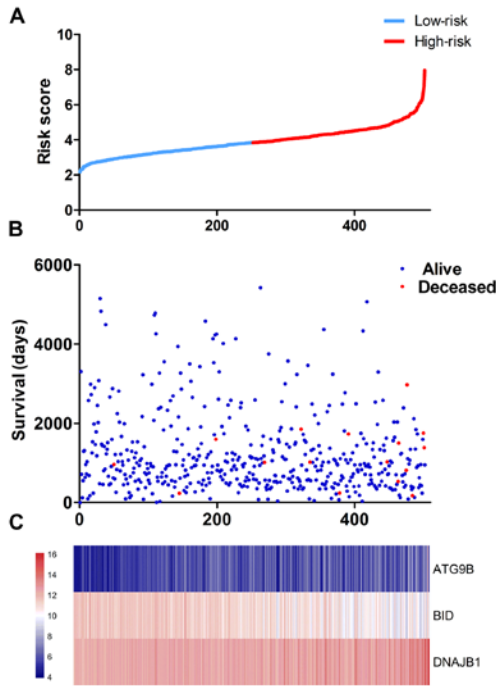 A
Low-risk
High-risk
10
8
6
4
2
0
Risk score
0
200
400
B
Alive
Deceased
6000
4000
2000
0
Survival (days)
0
200
400
C
16
14
12
10
8
6
4
ATG9B
BID
DNAJB1